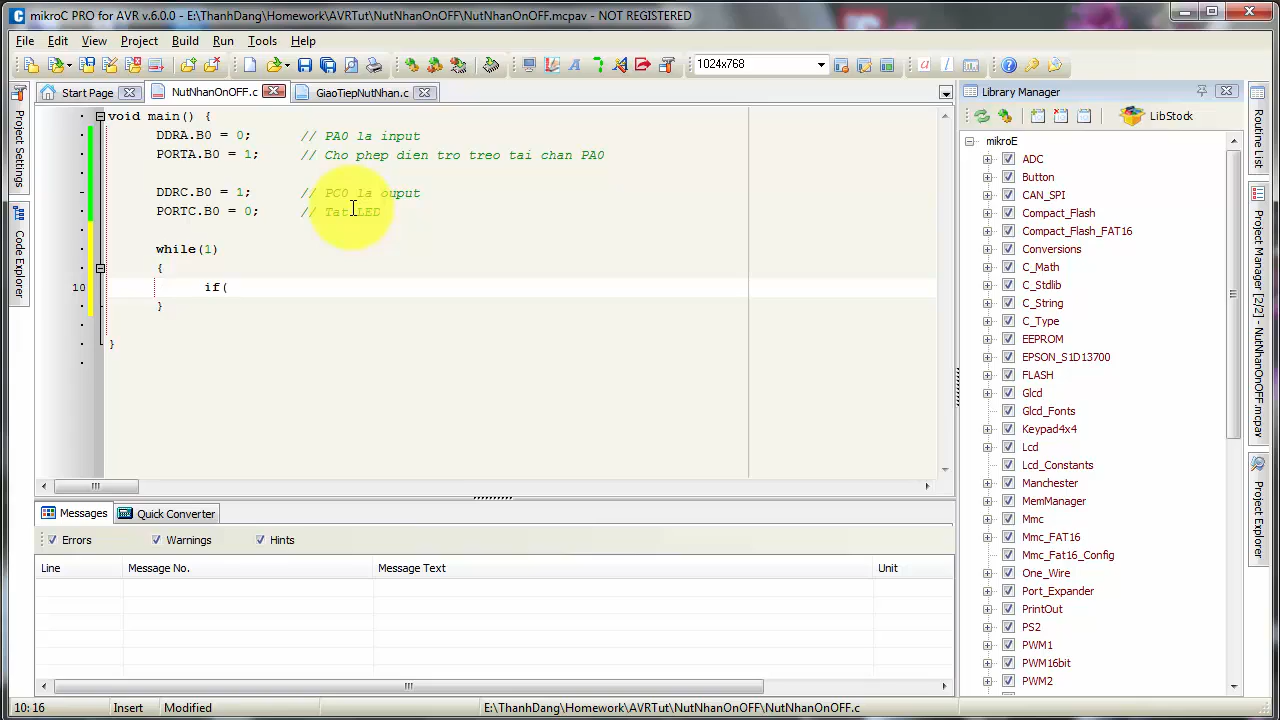 mikroC PRO for AVR v.6.0.0 - E:\ThanhDang\Homework\AVRTut\NutNhanOnOFF\NutNhanOnOFF.mcpav - NOT REGISTERED
File Edit View Project Build Run Tools Help
1024x768
Start Page NutNhanOnOFF.c GiaoTiepNutNhan.c
void main() {
DDRA.B0 = 0; // PA0 la input
PORTA.B0 = 1; // Cho phep dien tro treo tai chan PA0
DDRC.B0 = 1; // PC0 la ouput
PORTC.B0 = 0; // Tat LED
while(1)
{
10 if(
}
}
Project Settings
Code Explorer
Messages Quick Converter
Errors Warnings Hints
Line Message No. Message Text Unit
10:16 Insert Modified E:\ThanhDang\Homework\AVRTut\NutNhanOnOFF\NutNhanOnOFF.c
Library Manager
LibStock
mikroE
ADC
Button
CAN_SPI
Compact_Flash
Compact_Flash_FAT16
Conversions
C_Math
C_Stdlib
C_String
C_Type
EEPROM
EPSON_S1D13700
FLASH
Glcd
Glcd_Fonts
Keypad4x4
Lcd
Lcd_Constants
Manchester
MemManager
Mmc
Mmc_FAT16
Mmc_Fat16_Config
One_Wire
Port_Expander
PrintOut
PS2
PWM1
PWM16bit
PWM2
Routine List
Project Manager [2/2] - NutNhanOnOFF.mcpav
Project Explorer